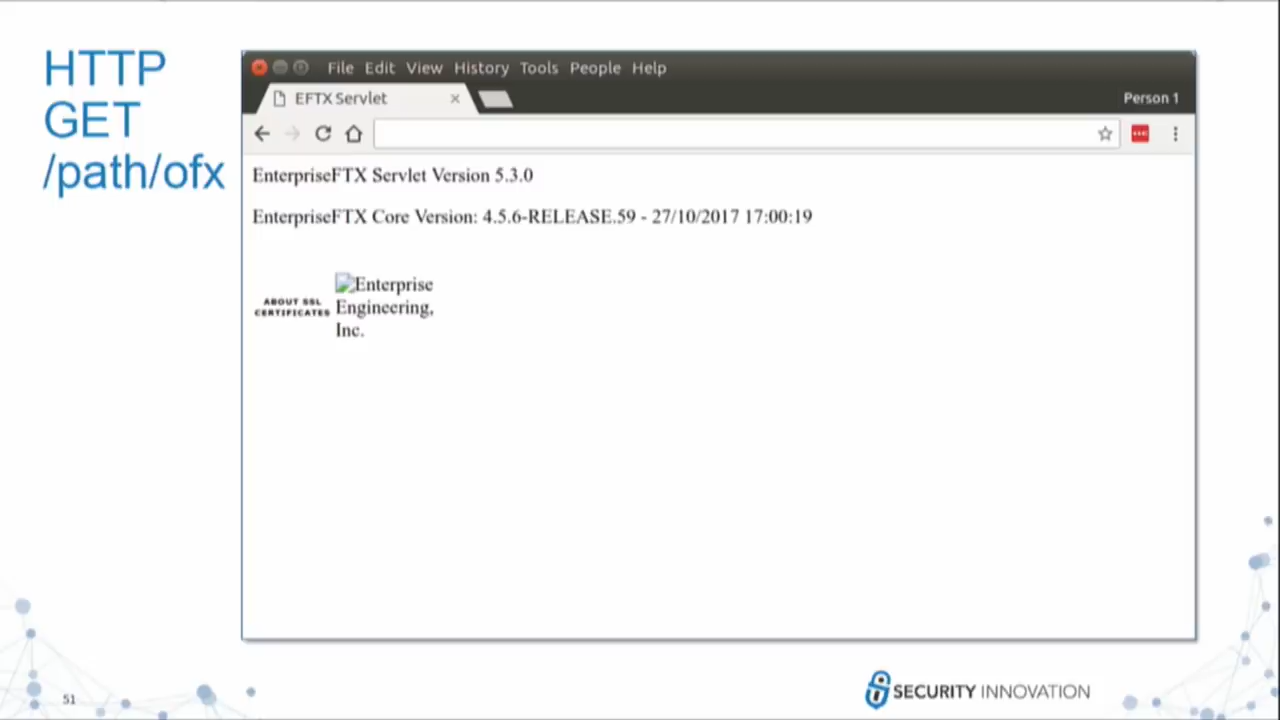 HTTP
GET
/path/ofx
File Edit View History Tools People Help
EFTX Servlet
Person 1
EnterpriseFTX Servlet Version 5.3.0
EnterpriseFTX Core Version: 4.5.6-RELEASE.59 - 27/10/2017 17:00:19
ABOUT SSL
CERTIFICATES
Enterprise
Engineering,
Inc.
51
SECURITY INNOVATION